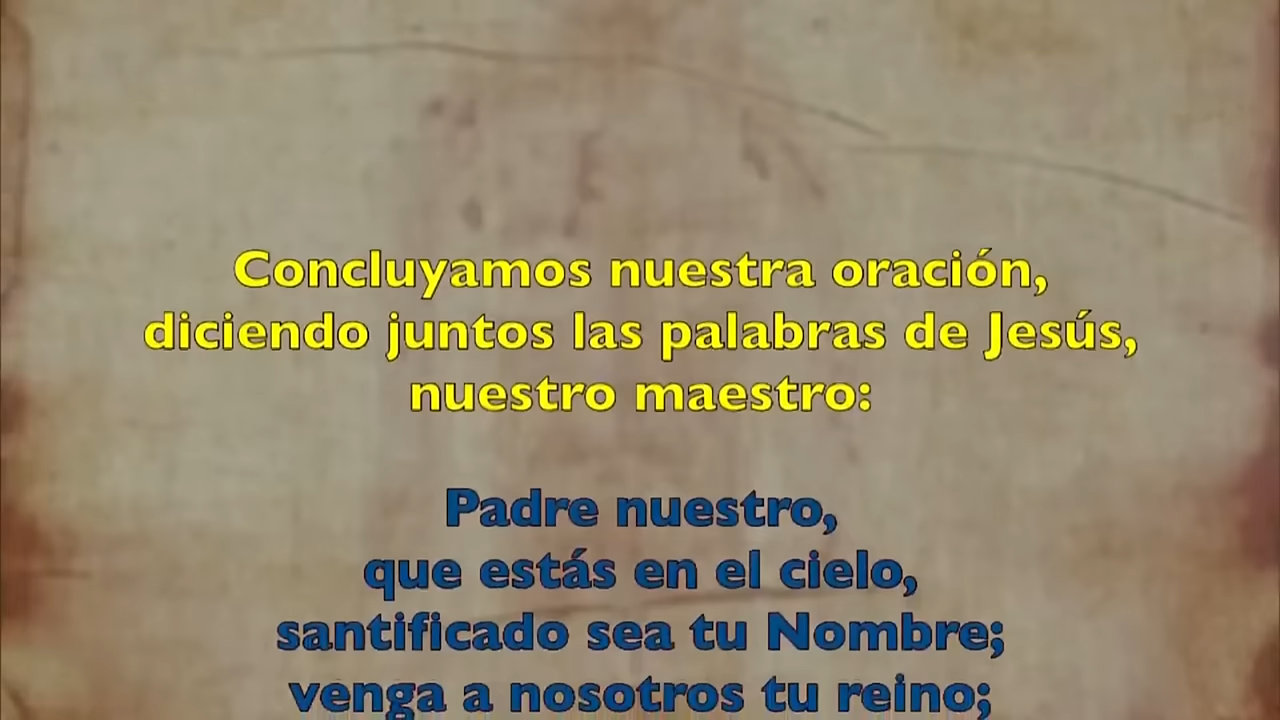 Concluyamos nuestra oración,
diciendo juntos las palabras de Jesús,
nuestro maestro:
Padre nuestro,
que estás en el cielo,
santificado sea tu Nombre;
venga a nosotros tu reino;